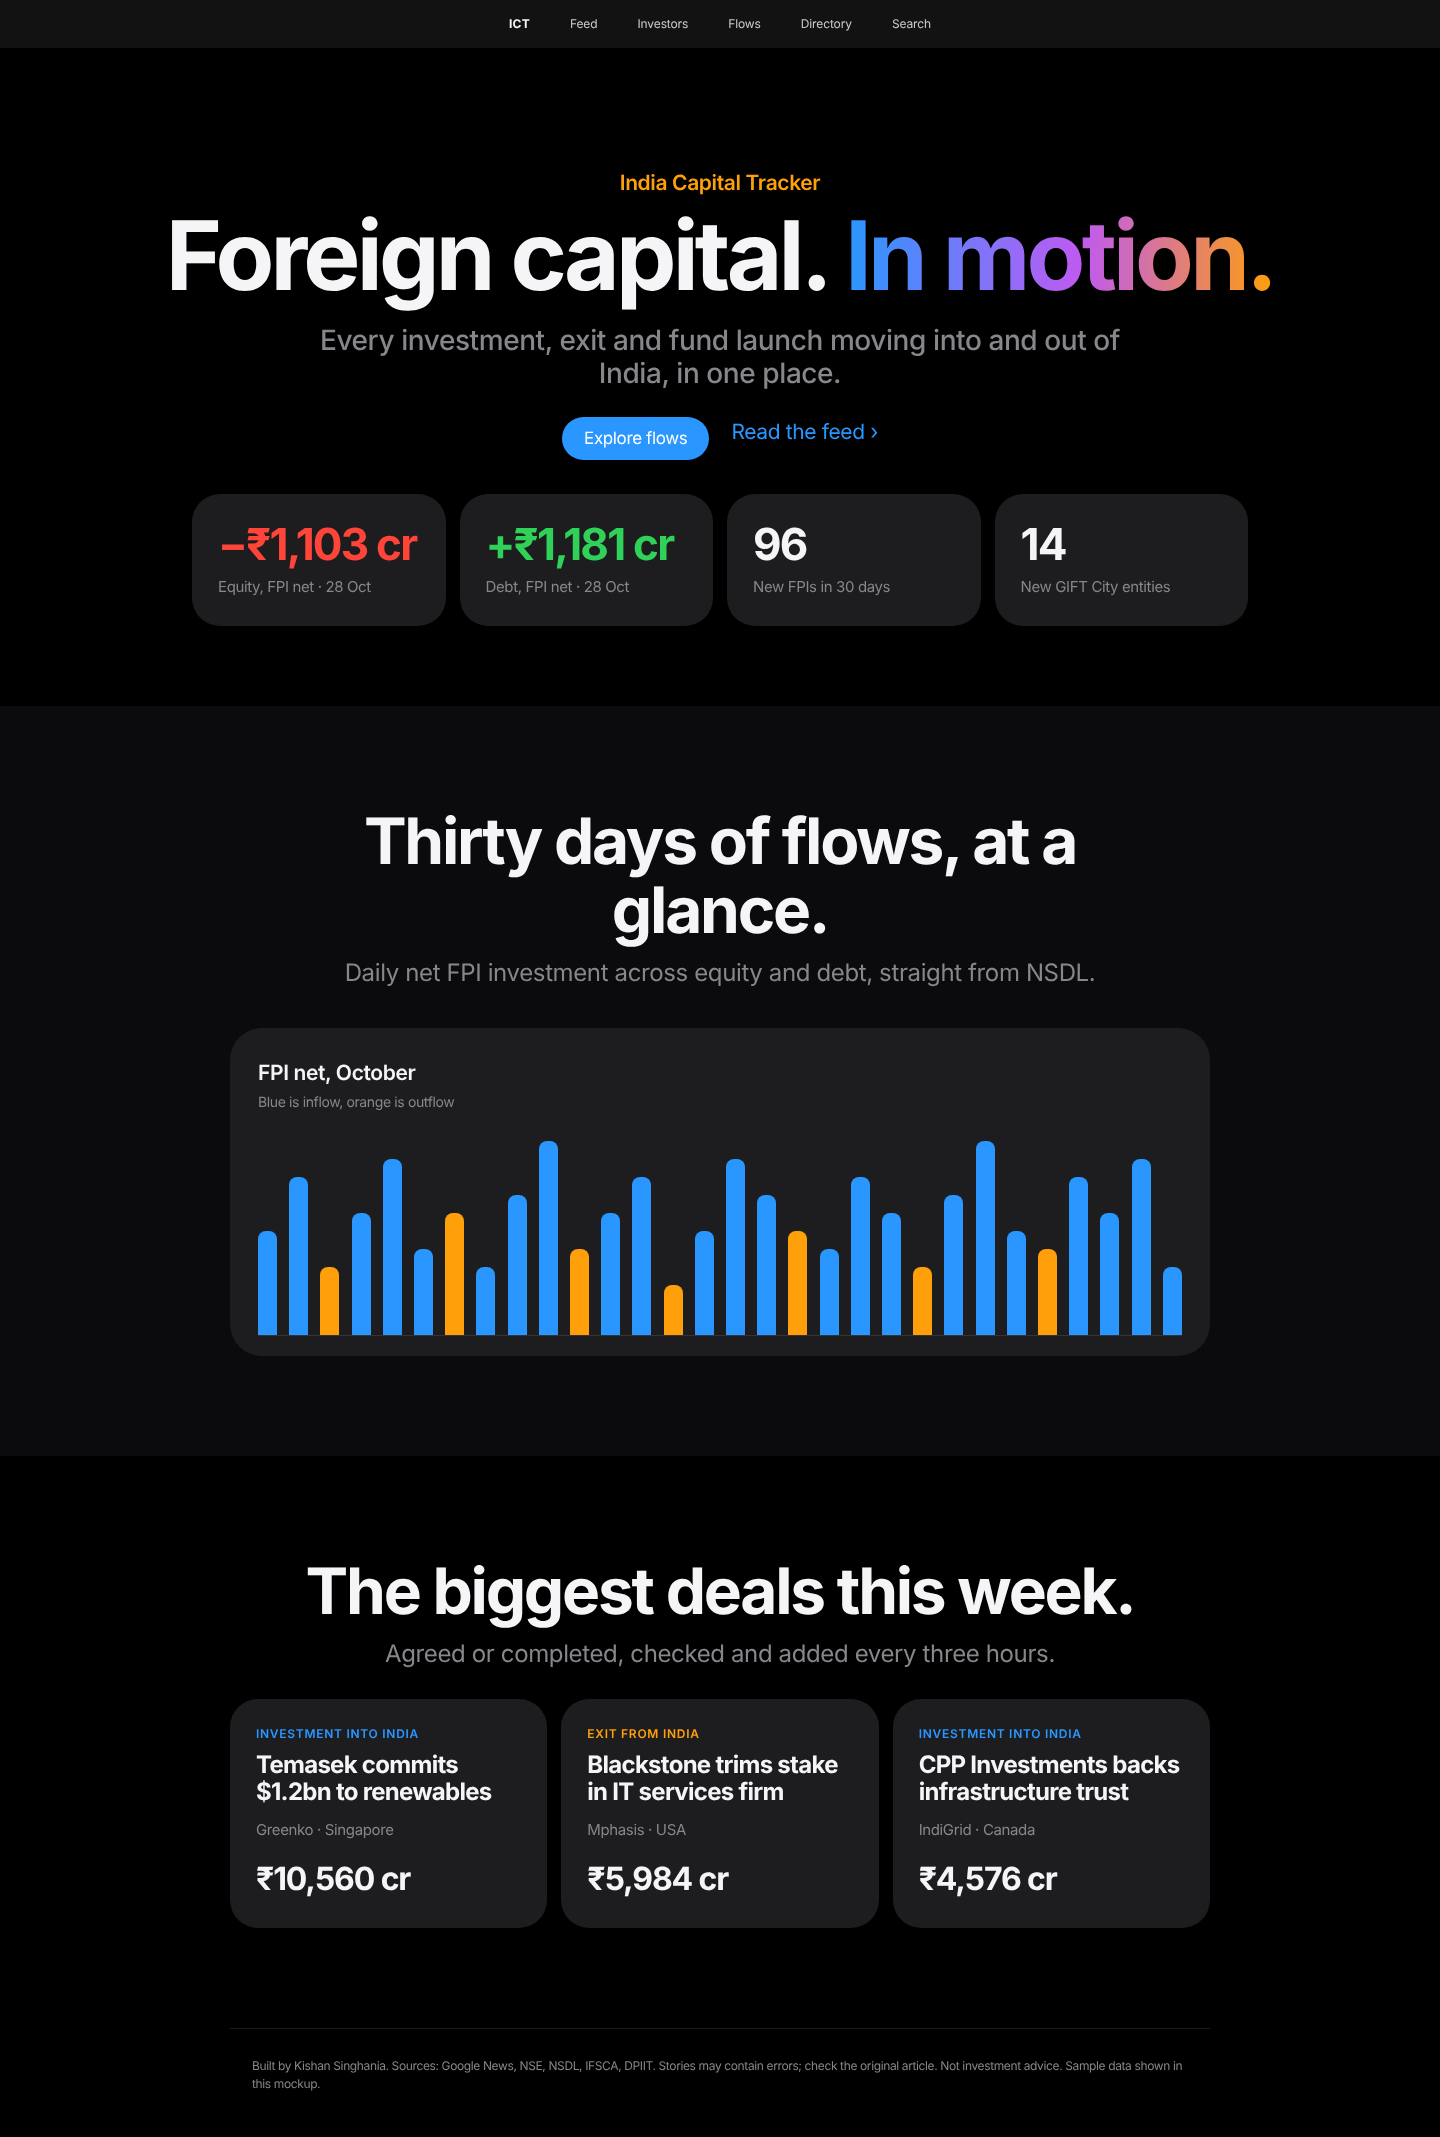 ICT Feed Investors Flows Directory Search
India Capital Tracker
Foreign capital. In motion.
Every investment, exit and fund launch moving into and out of
India, in one place.
Explore flows Read the feed ›
−₹1,103 cr
Equity, FPI net · 28 Oct
+₹1,181 cr
Debt, FPI net · 28 Oct
96
New FPIs in 30 days
14
New GIFT City entities
Thirty days of flows, at a
glance.
Daily net FPI investment across equity and debt, straight from NSDL.
FPI net, October
Blue is inflow, orange is outflow
The biggest deals this week.
Agreed or completed, checked and added every three hours.
INVESTMENT INTO INDIA
Temasek commits
$1.2bn to renewables
Greenko · Singapore
₹10,560 cr
EXIT FROM INDIA
Blackstone trims stake
in IT services firm
Mphasis · USA
₹5,984 cr
INVESTMENT INTO INDIA
CPP Investments backs
infrastructure trust
IndiGrid · Canada
₹4,576 cr
Built by Kishan Singhania. Sources: Google News, NSE, NSDL, IFSCA, DPIIT. Stories may contain errors; check the original article. Not investment advice. Sample data shown in
this mockup.